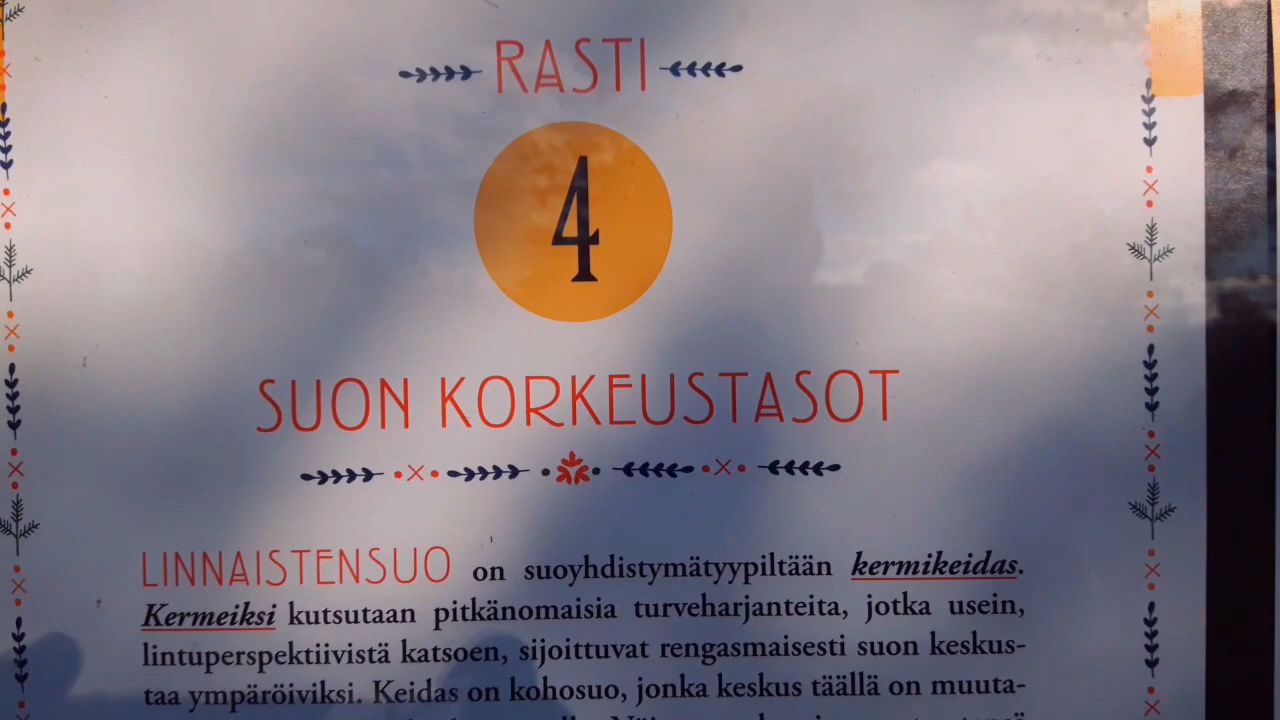 RASTI
4
SUON KORKEUSTASOT
LINNAISTENSUO on suoyhdistymätyypiltään kermikeidas.
Kermeiksi kutsutaan pitkänomaisia turveharjanteita, jotka usein,
lintuperspektiivistä katsoen, sijoittuvat rengasmaisesti suon keskus-
taa ympäröiviksi. Keidas on kohosuo, jonka keskus täällä on muuta-